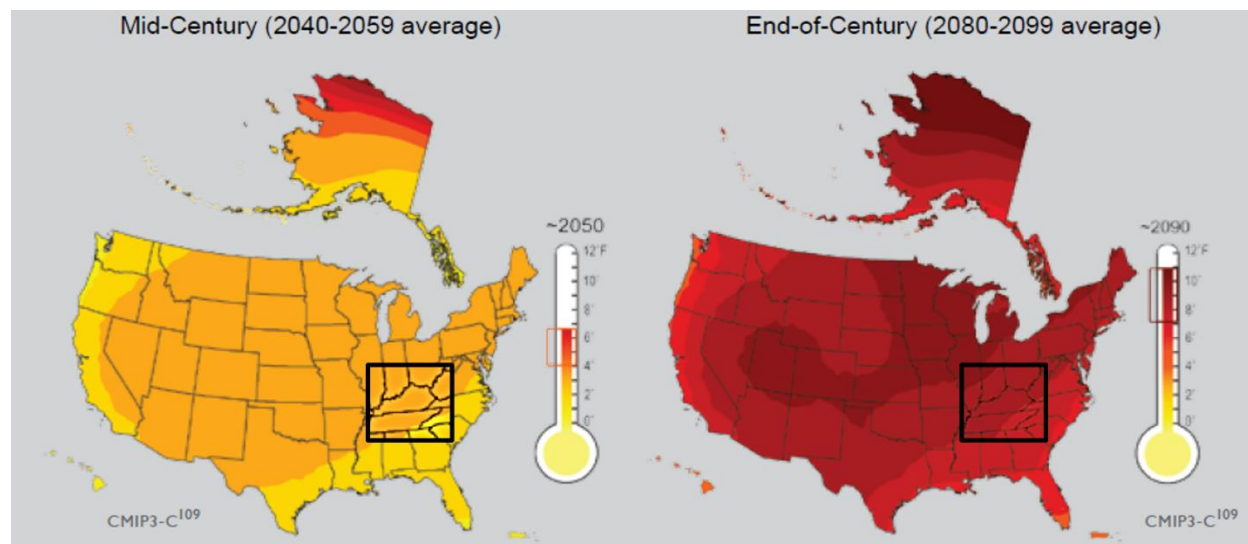 Mid-Century (2040-2059 average)
End-of-Century (2080-2099 average)
~2050
12°F
10°
8°
6°
4°
2°
0°
CMIP3-C109
~2090
12°F
10°
8°
6°
4°
2°
0°
CMIP3-C109